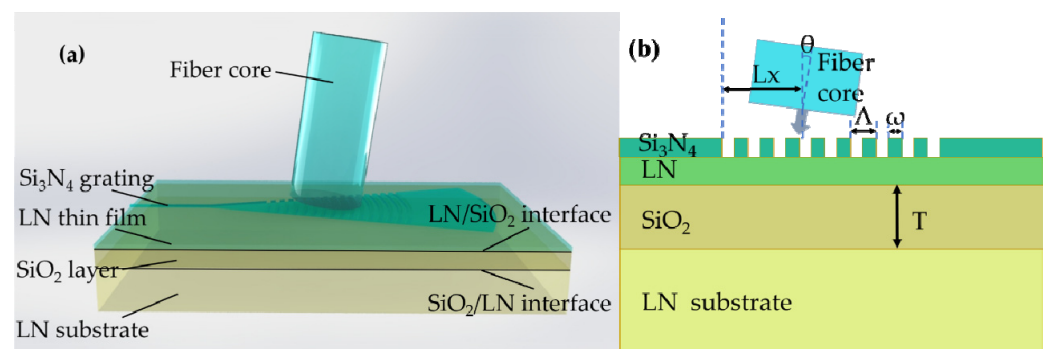 (a)
Fiber core
Si₃N₄ grating
LN thin film
SiO₂ layer
LN substrate
LN/SiO₂ interface
SiO₂/LN interface
(b)
θ
Fiber
core
Lx
Λ
ω
Si₃N₄
LN
SiO₂
T
LN substrate